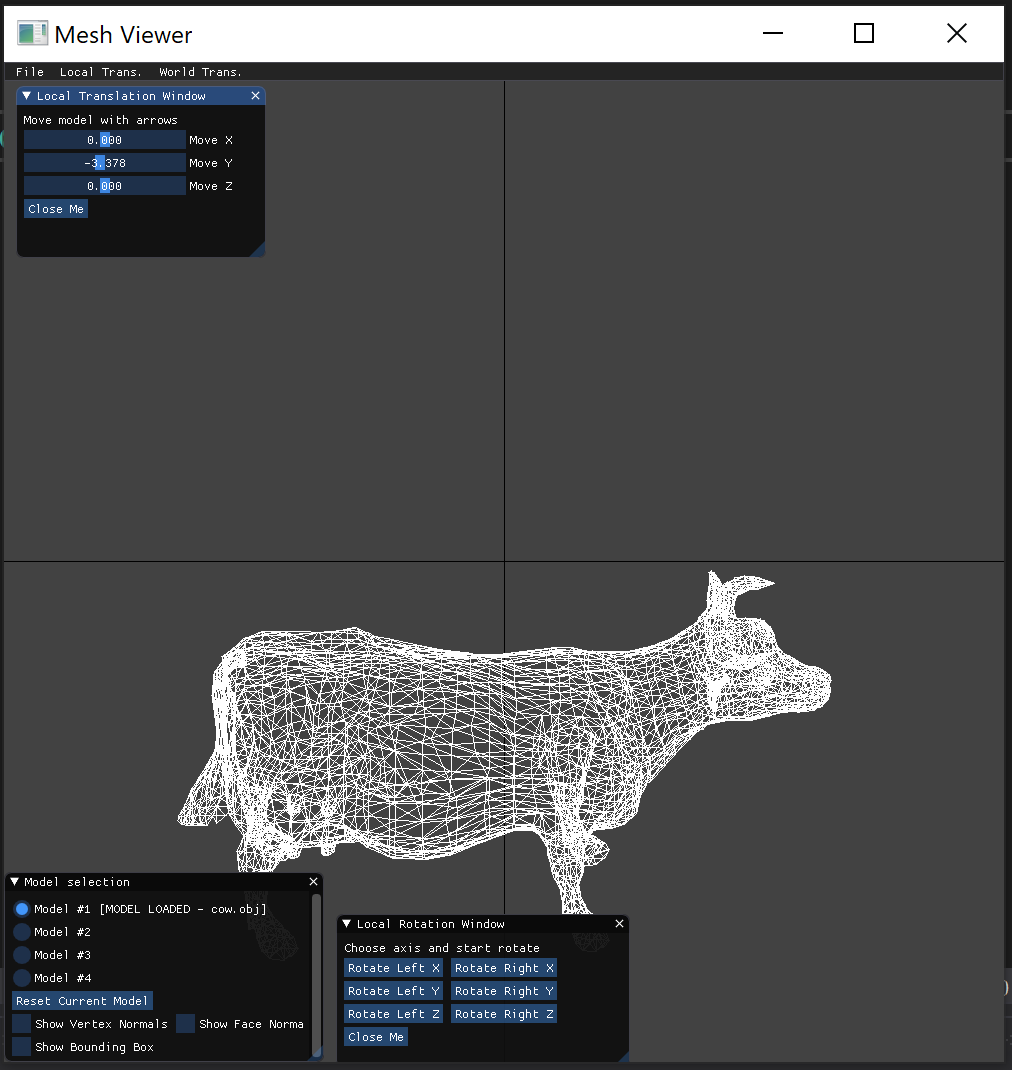 Mesh Viewer
File Local Trans. World Trans.
Local Translation Window
Move model with arrows
0.000 Move X
-3.378 Move Y
0.000 Move Z
Close Me
Model selection
Model #1 [MODEL LOADED - cow.obj]
Model #2
Model #3
Model #4
Reset Current Model
Show Vertex Normals Show Face Norma
Show Bounding Box
Local Rotation Window
Choose axis and start rotate
Rotate Left X Rotate Right X
Rotate Left Y Rotate Right Y
Rotate Left Z Rotate Right Z
Close Me